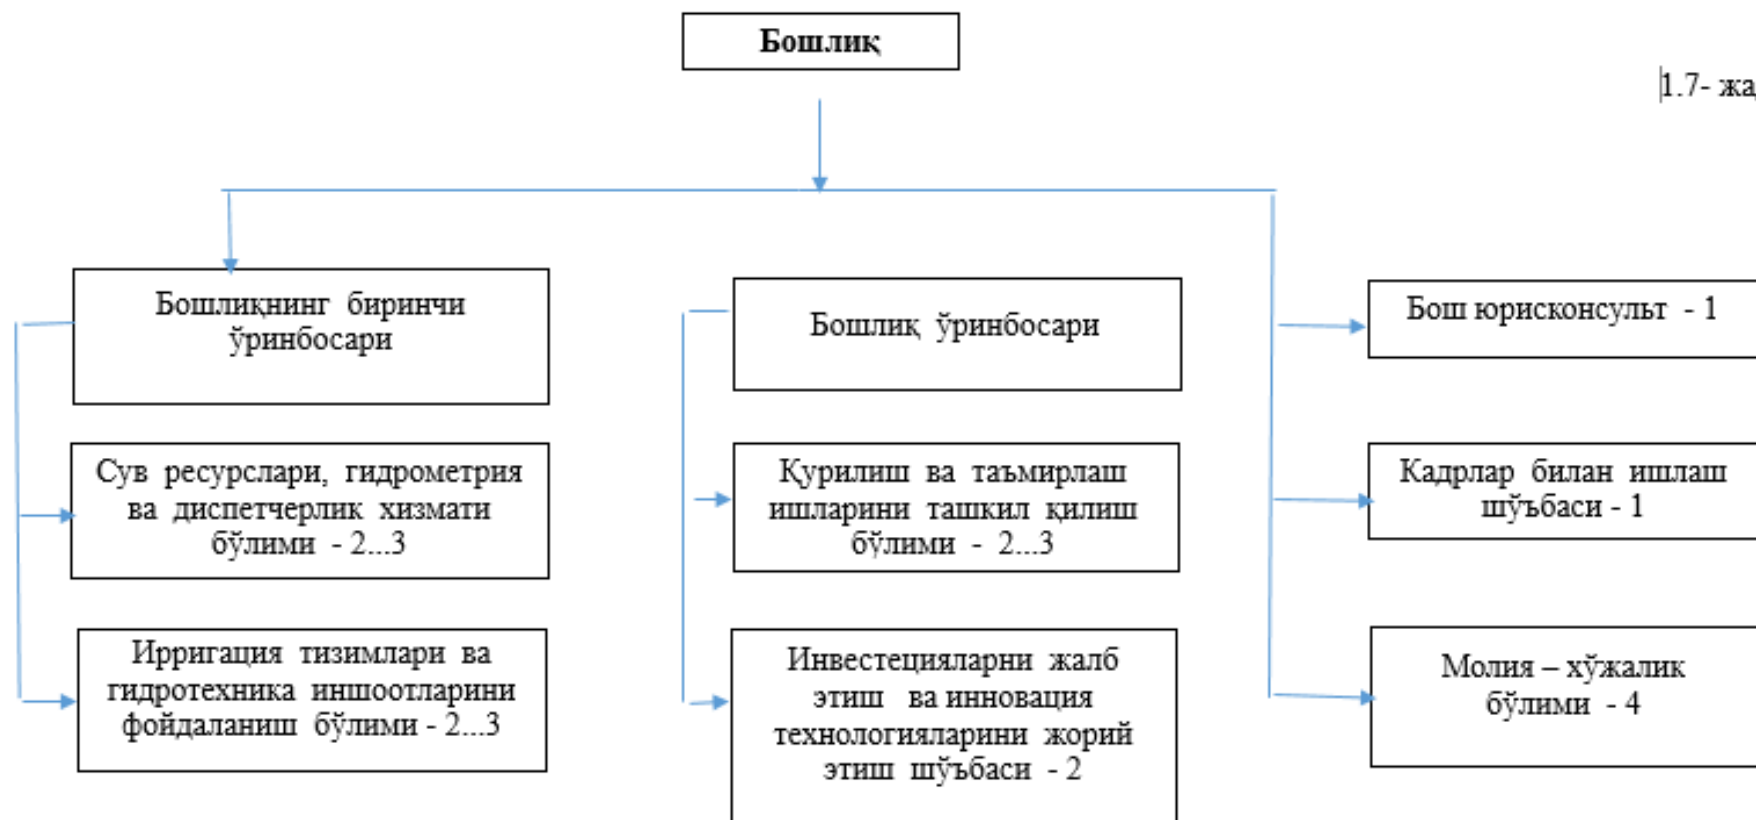 Бошлиқ
1.7- жа
Бошлиқнинг биринчи
ўринбосари
Бошлиқ ўринбосари
Бош юрисконсульт - 1
Сув ресурслари, гидрометрия
ва диспетчерлик хизмати
бўлими - 2...3
Қурилиш ва таъмирлаш
ишларини ташкил қилиш
бўлими - 2...3
Кадрлар билан ишлаш
шўъбаси - 1
Ирригация тизимлари ва
гидротехника иншоотларини
фойдаланиш бўлими - 2...3
Инвестецияларни жалб
этиш ва инновация
технологияларини жорий
этиш шўъбаси - 2
Молия – хўжалик
бўлими - 4